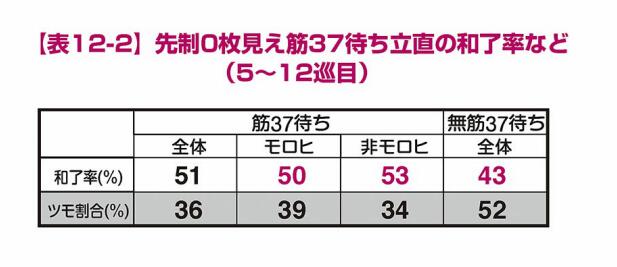 【表12-2】先制0枚見え筋37待ち立直の和了率など
（5～12巡目）
筋37待ち 無筋37待ち
全体 モロヒ 非モロヒ 全体
和了率(%) 51 50 53 43
ツモ割合(%) 36 39 34 52